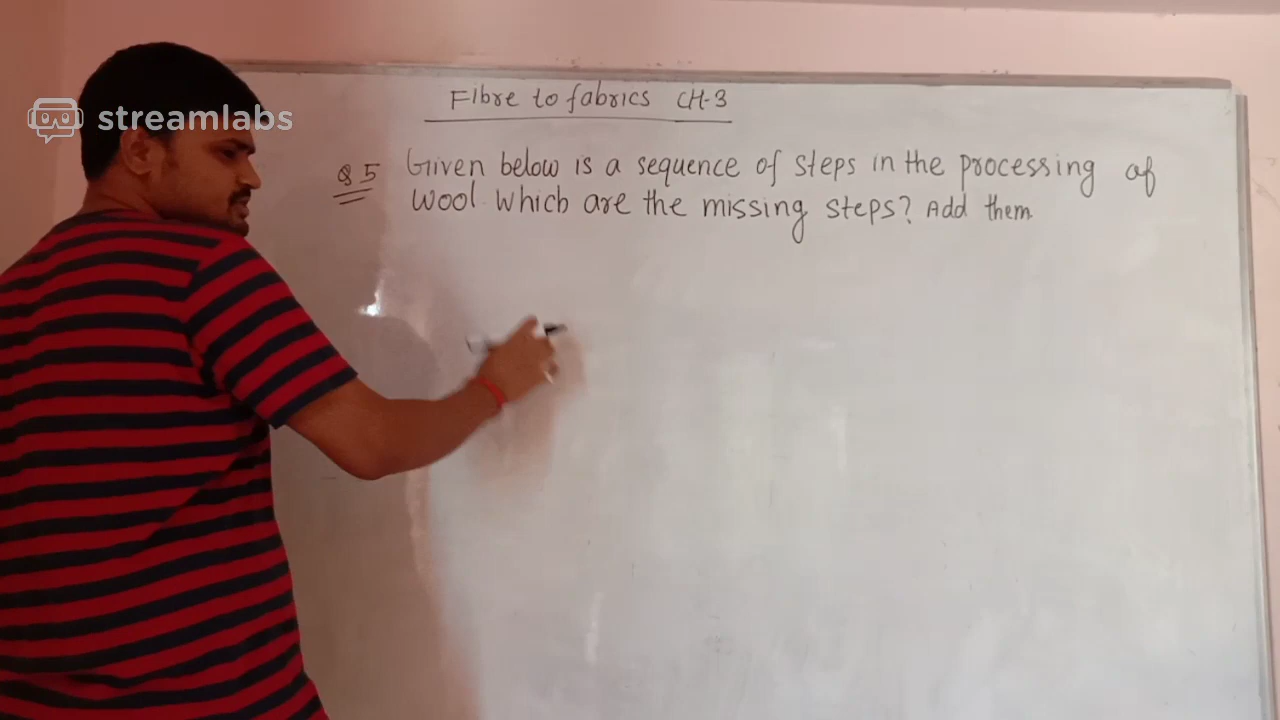 streamlabs
Fibre to fabrics CH-3
Q 5 Given below is a sequence of steps in the processing of
wool. Which are the missing steps? Add them